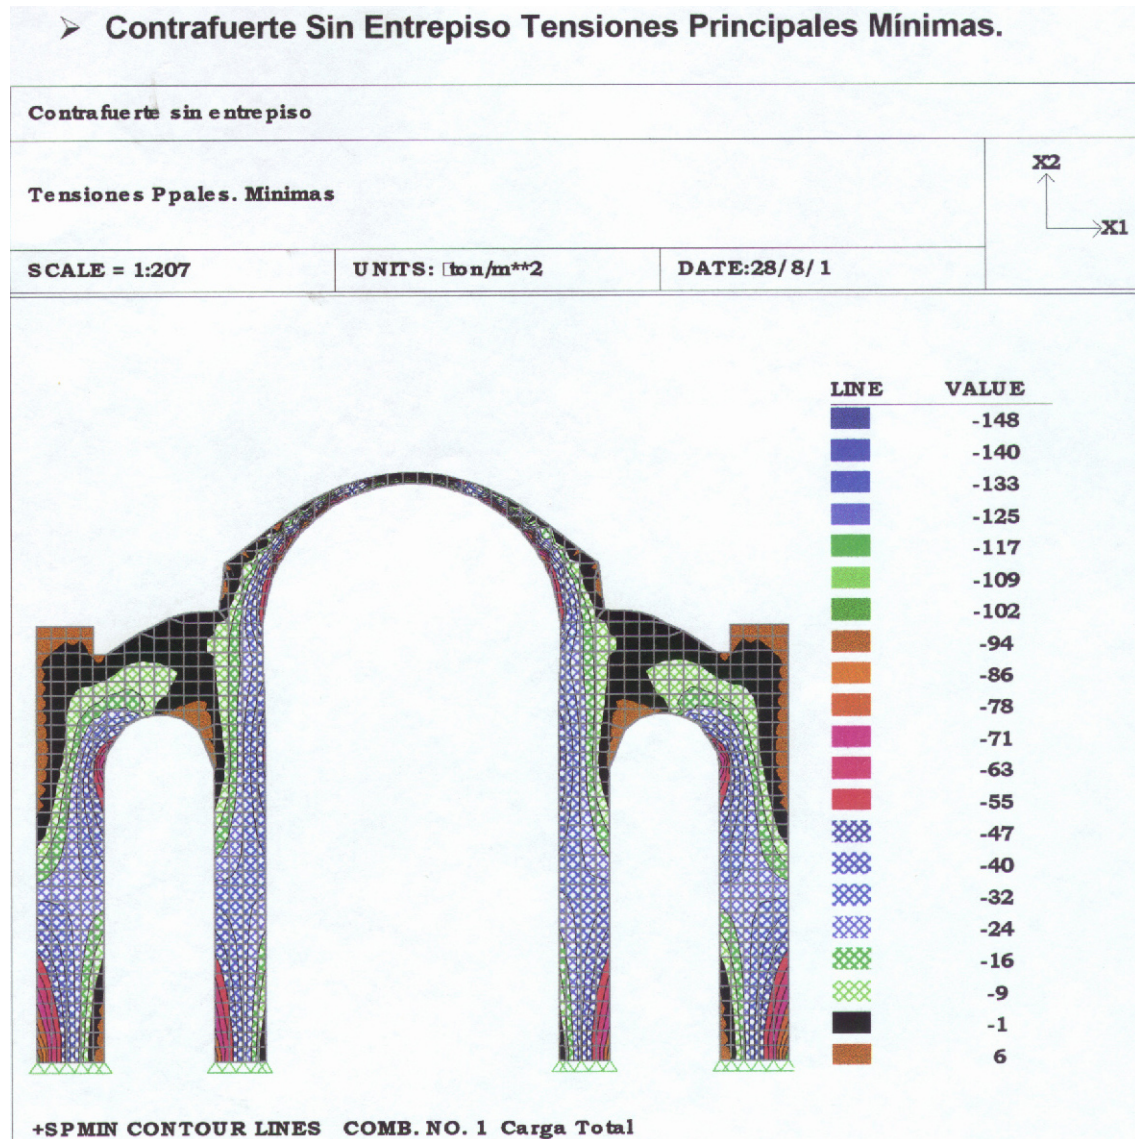 ➤ Contrafuerte Sin Entrepiso Tensiones Principales Mínimas.
Contrafuerte sin entrepiso
Tensiones Ppales. Minimas
X2
X1
SCALE = 1:207
UNITS: ton/m**2
DATE:28/8/1
LINE VALUE
-148
-140
-133
-125
-117
-109
-102
-94
-86
-78
-71
-63
-55
-47
-40
-32
-24
-16
-9
-1
6
+SPMIN CONTOUR LINES COMB. NO. 1 Carga Total